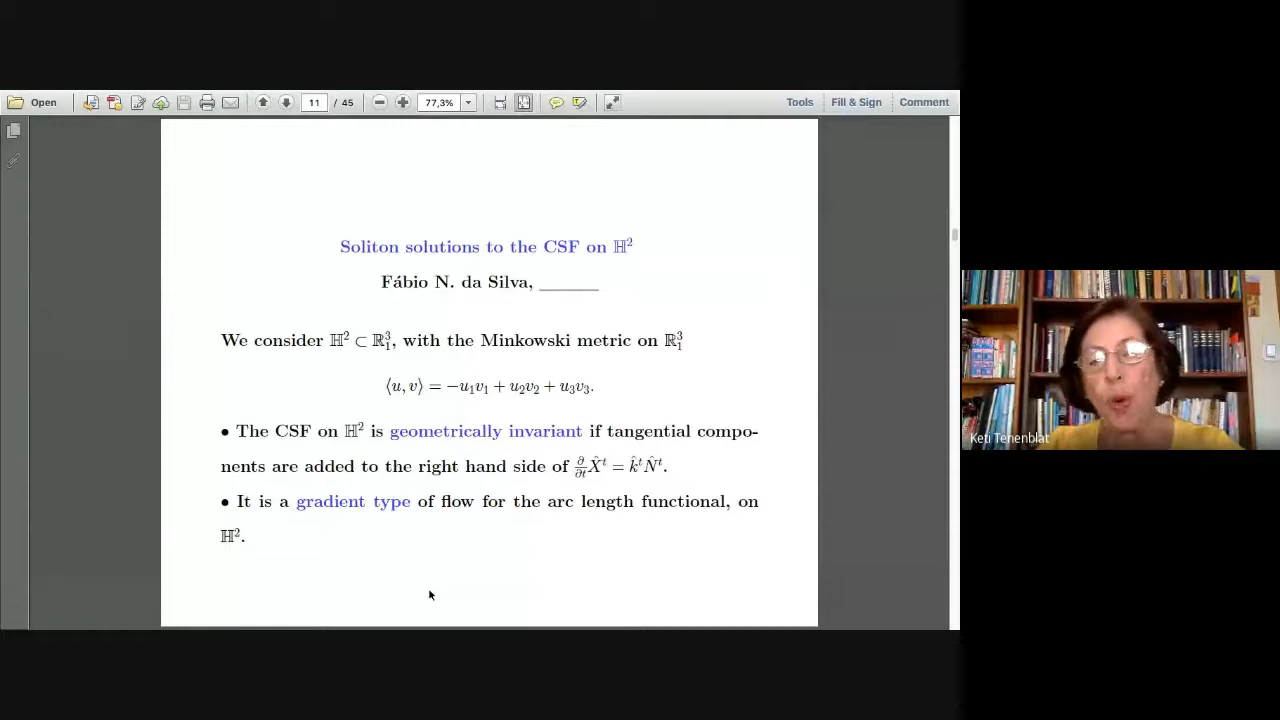 Open
11 / 45
77,3%
Tools
Fill & Sign
Comment
Soliton solutions to the CSF on ℍ²
Fábio N. da Silva, ______
We consider ℍ² ⊂ ℝ³₁, with the Minkowski metric on ℝ³₁
⟨u, v⟩ = −u₁v₁ + u₂v₂ + u₃v₃.
• The CSF on ℍ² is geometrically invariant if tangential compo-
nents are added to the right hand side of ∂/∂t X̂ᵗ = k̂ᵗN̂ᵗ.
• It is a gradient type of flow for the arc length functional, on
ℍ².
Keti Tenenblat